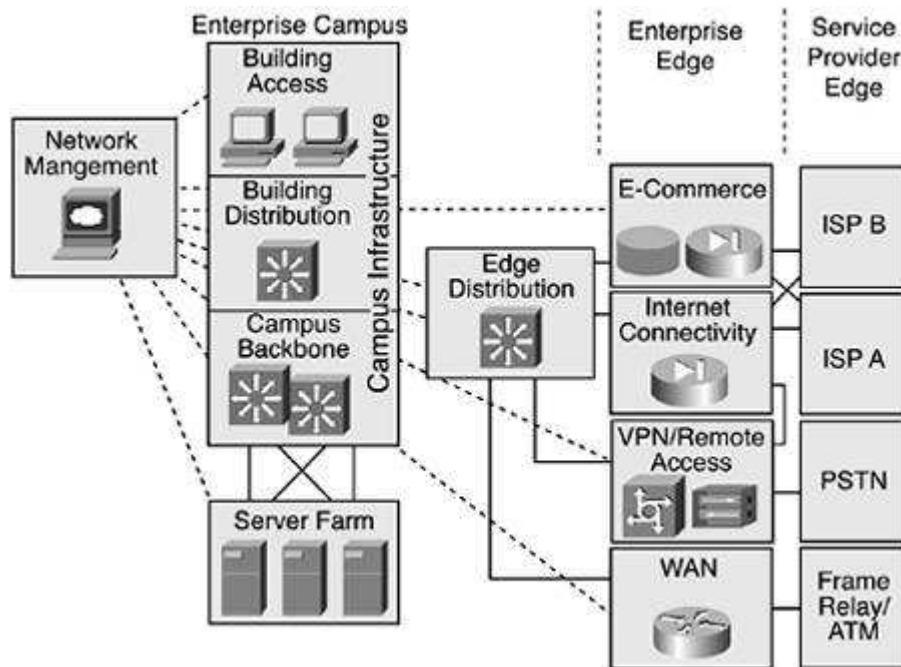 Enterprise Campus
Building
Access
Network
Mangement
Building
Distribution
Campus
Backbone
Campus Infrastructure
Server Farm
Edge
Distribution
Enterprise
Edge
E-Commerce
Internet
Connectivity
VPN/Remote
Access
WAN
Service
Provider
Edge
ISP B
ISP A
PSTN
Frame
Relay/
ATM